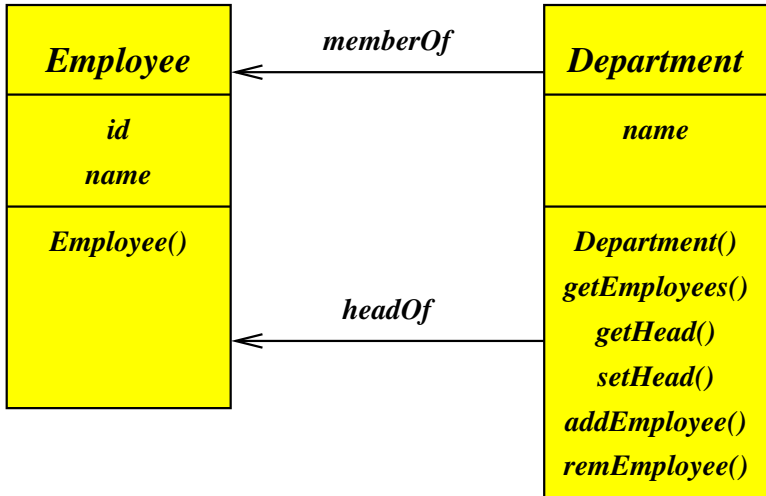 Employee
id
name
Employee()
memberOf
headOf
Department
name
Department()
getEmployees()
getHead()
setHead()
addEmployee()
remEmployee()